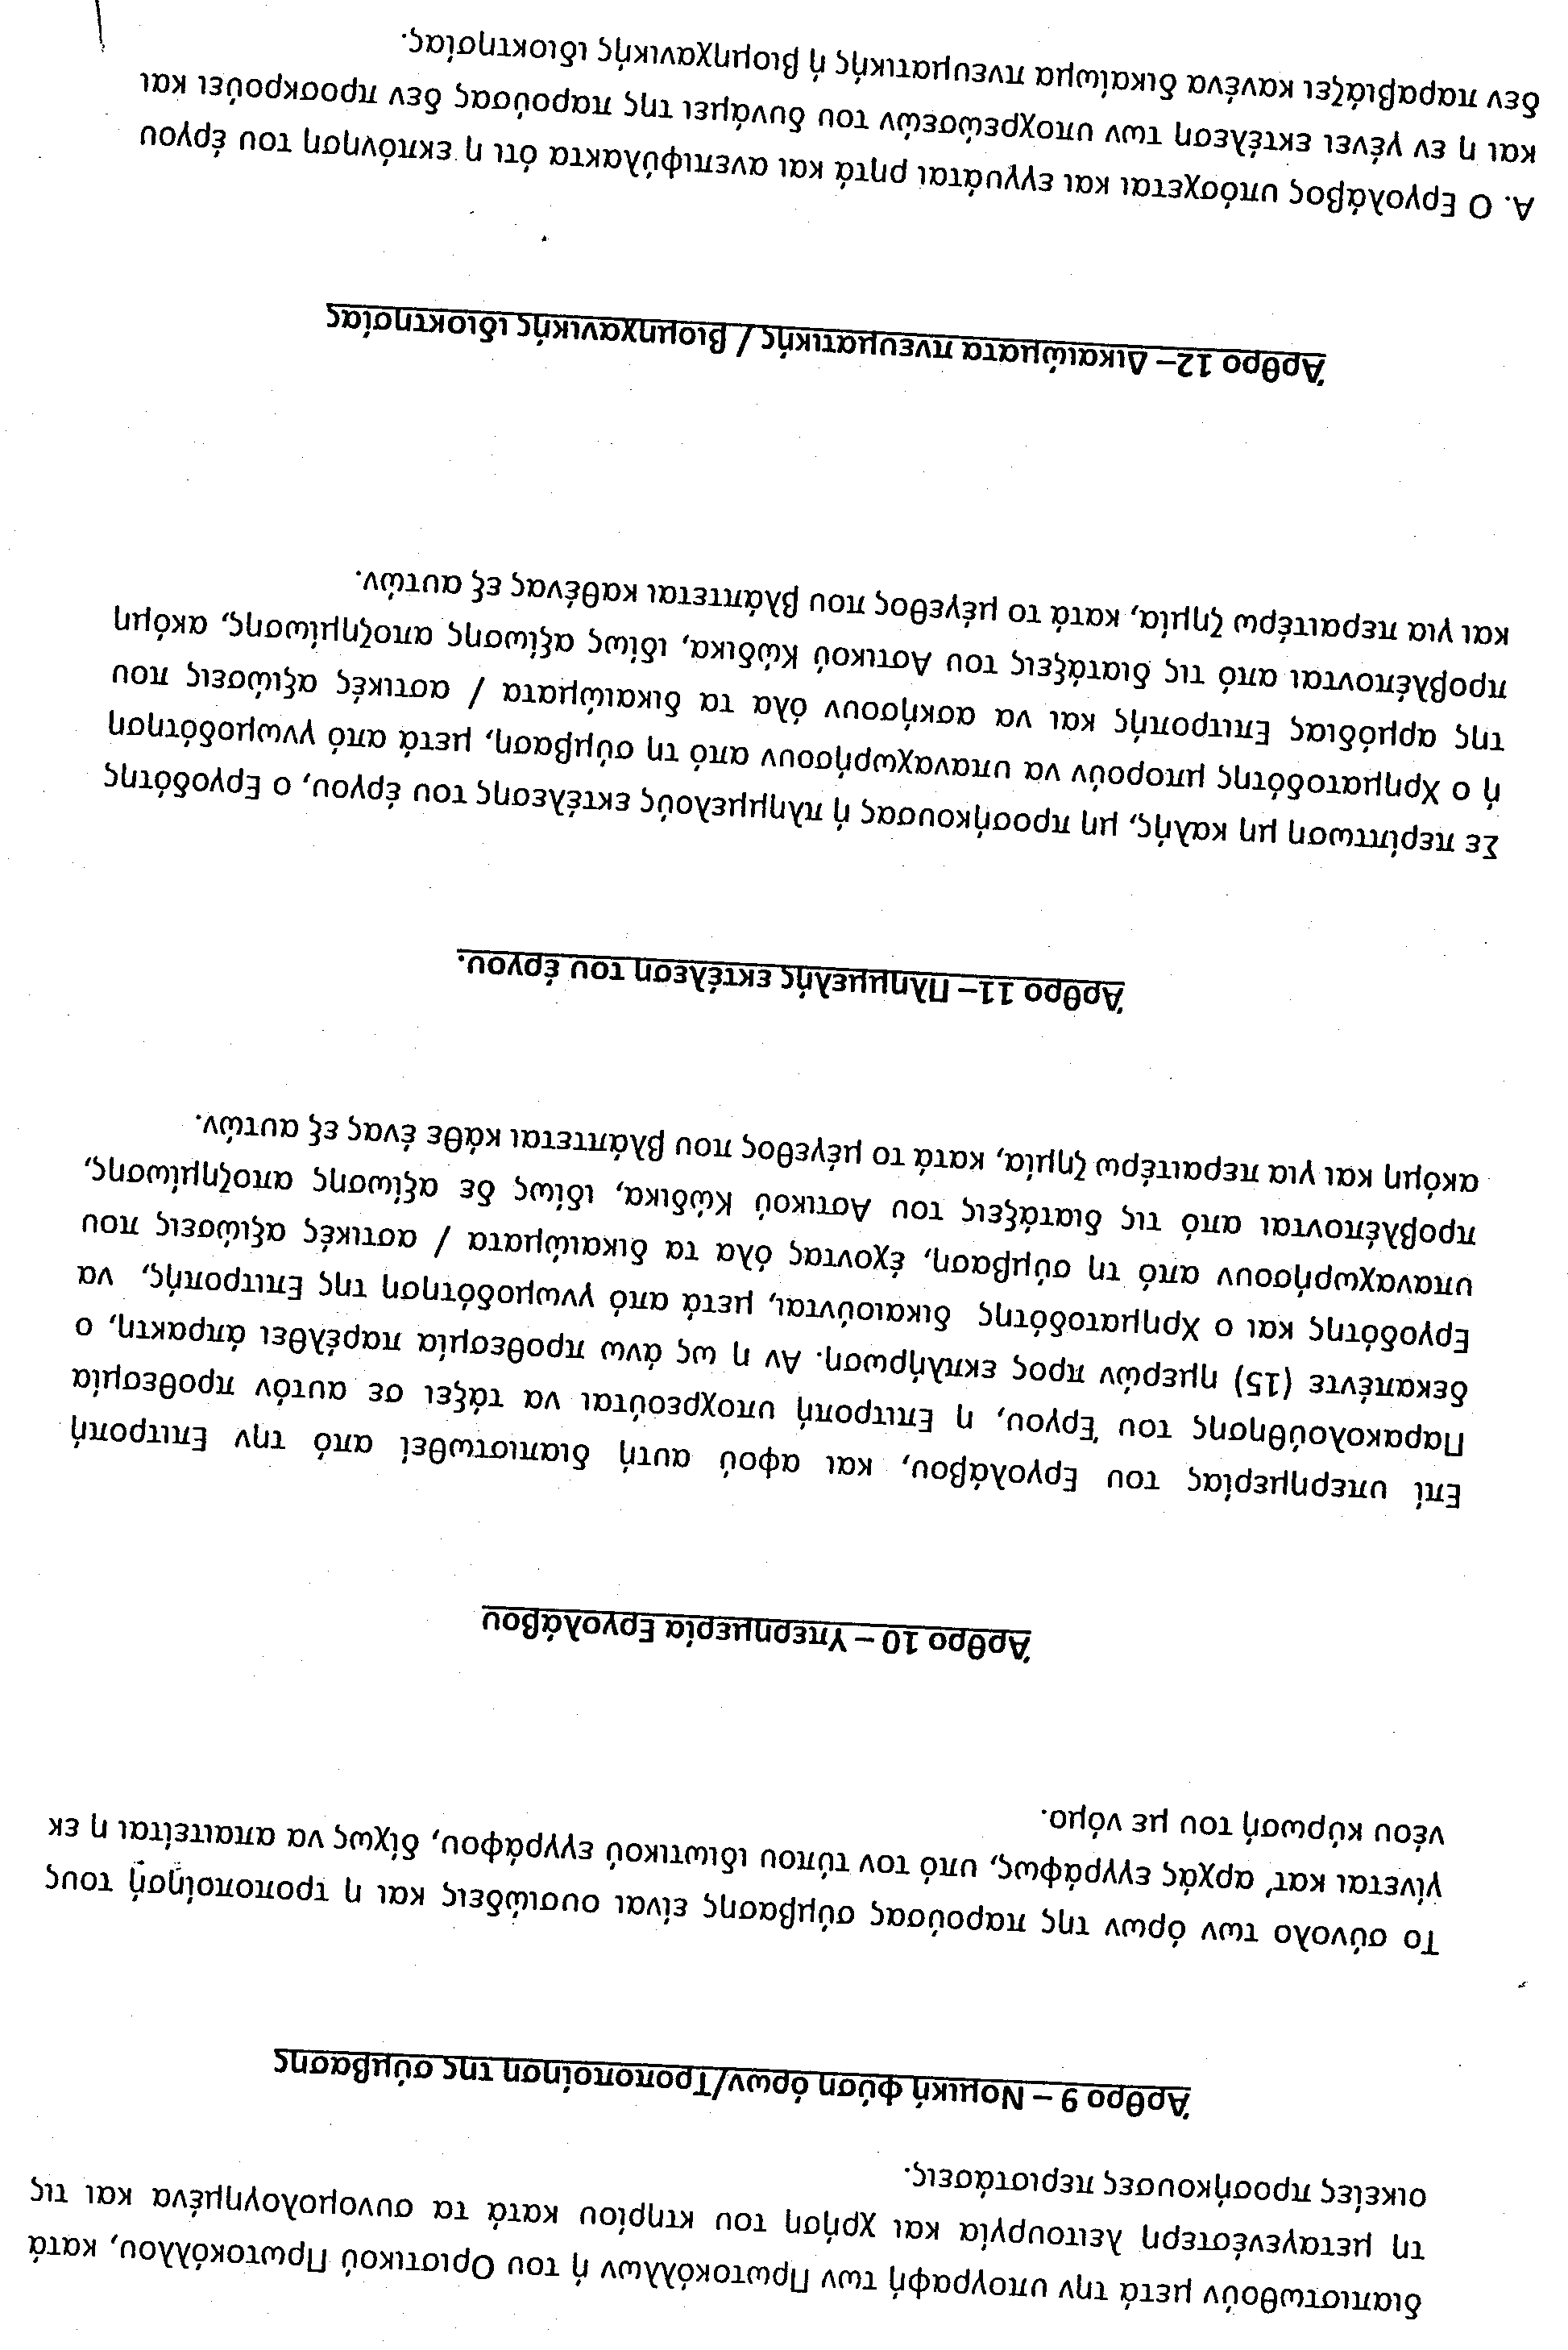 διαπιστωθούν μετά την υπογραφή των Πρωτοκόλλων ή του Οριστικού Πρωτοκόλλου, κατά
τη μεταγενέστερη λειτουργία και χρήση του κτηρίου κατά τα συνομολογημένα και τις
οικείες προσήκουσες περιστάσεις.
Άρθρο 9 – Νομική φύση όρων/Τροποποίηση της σύμβασης
Το σύνολο των όρων της παρούσας σύμβασης είναι ουσιώδεις και η τροποποίησή τους
γίνεται κατ’ αρχάς εγγράφως, υπό τον τύπου ιδιωτικού εγγράφου, δίχως να απαιτείται η εκ
νέου κύρωσή του με νόμο.
Άρθρο 10 – Υπερημερία Εργολάβου
Επί υπερημερίας του Εργολάβου, και αφού αυτή διαπιστωθεί από την Επιτροπή
Παρακολούθησης του Έργου, η Επιτροπή υποχρεούται να τάξει σε αυτόν προθεσμία
δεκαπέντε (15) ημερών προς εκπλήρωση. Αν η ως άνω προθεσμία παρέλθει άπρακτη, ο
Εργοδότης και ο Χρηματοδότης δικαιούνται, μετά από γνωμοδότηση της Επιτροπής, να
υπαναχωρήσουν από τη σύμβαση, έχοντας όλα τα δικαιώματα / αστικές αξιώσεις που
προβλέπονται από τις διατάξεις του Αστικού Κώδικα, ιδίως δε αξίωσης αποζημίωσης,
ακόμη και για περαιτέρω ζημία, κατά το μέγεθος που βλάπτεται κάθε ένας εξ αυτών.
Άρθρο 11– Πλημμελής εκτέλεση του έργου.
Σε περίπτωση μη καλής, μη προσήκουσας ή πλημμελούς εκτέλεσης του έργου, ο Εργοδότης
ή ο Χρηματοδότης μπορούν να υπαναχωρήσουν από τη σύμβαση, μετά από γνωμοδότηση
της αρμόδιας Επιτροπής και να ασκήσουν όλα τα δικαιώματα / αστικές αξιώσεις που
προβλέπονται από τις διατάξεις του Αστικού Κώδικα, ιδίως αξίωσης αποζημίωσης, ακόμη
και για περαιτέρω ζημία, κατά το μέγεθος που βλάπτεται καθένας εξ αυτών.
Άρθρο 12– Δικαιώματα πνευματικής / βιομηχανικής ιδιοκτησίας
Α. Ο Εργολάβος υπόσχεται και εγγυάται ρητά και ανεπιφύλακτα ότι η εκπόνηση του έργου
και η εν γένει εκτέλεση των υποχρεώσεών του δυνάμει της παρούσας δεν προσκρούει και
δεν παραβιάζει κανένα δικαίωμα πνευματικής ή βιομηχανικής ιδιοκτησίας.